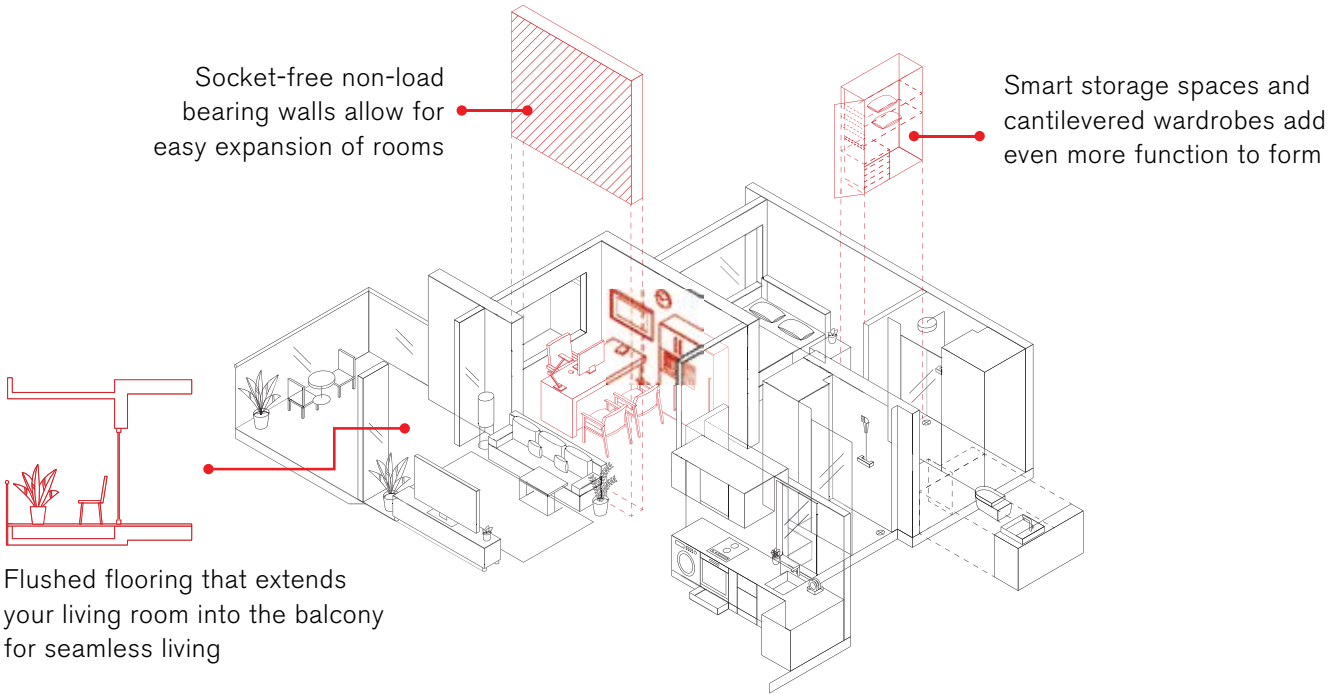 Socket-free non-load
bearing walls allow for
easy expansion of rooms
Smart storage spaces and
cantilevered wardrobes add
even more function to form
Flushed flooring that extends
your living room into the balcony
for seamless living